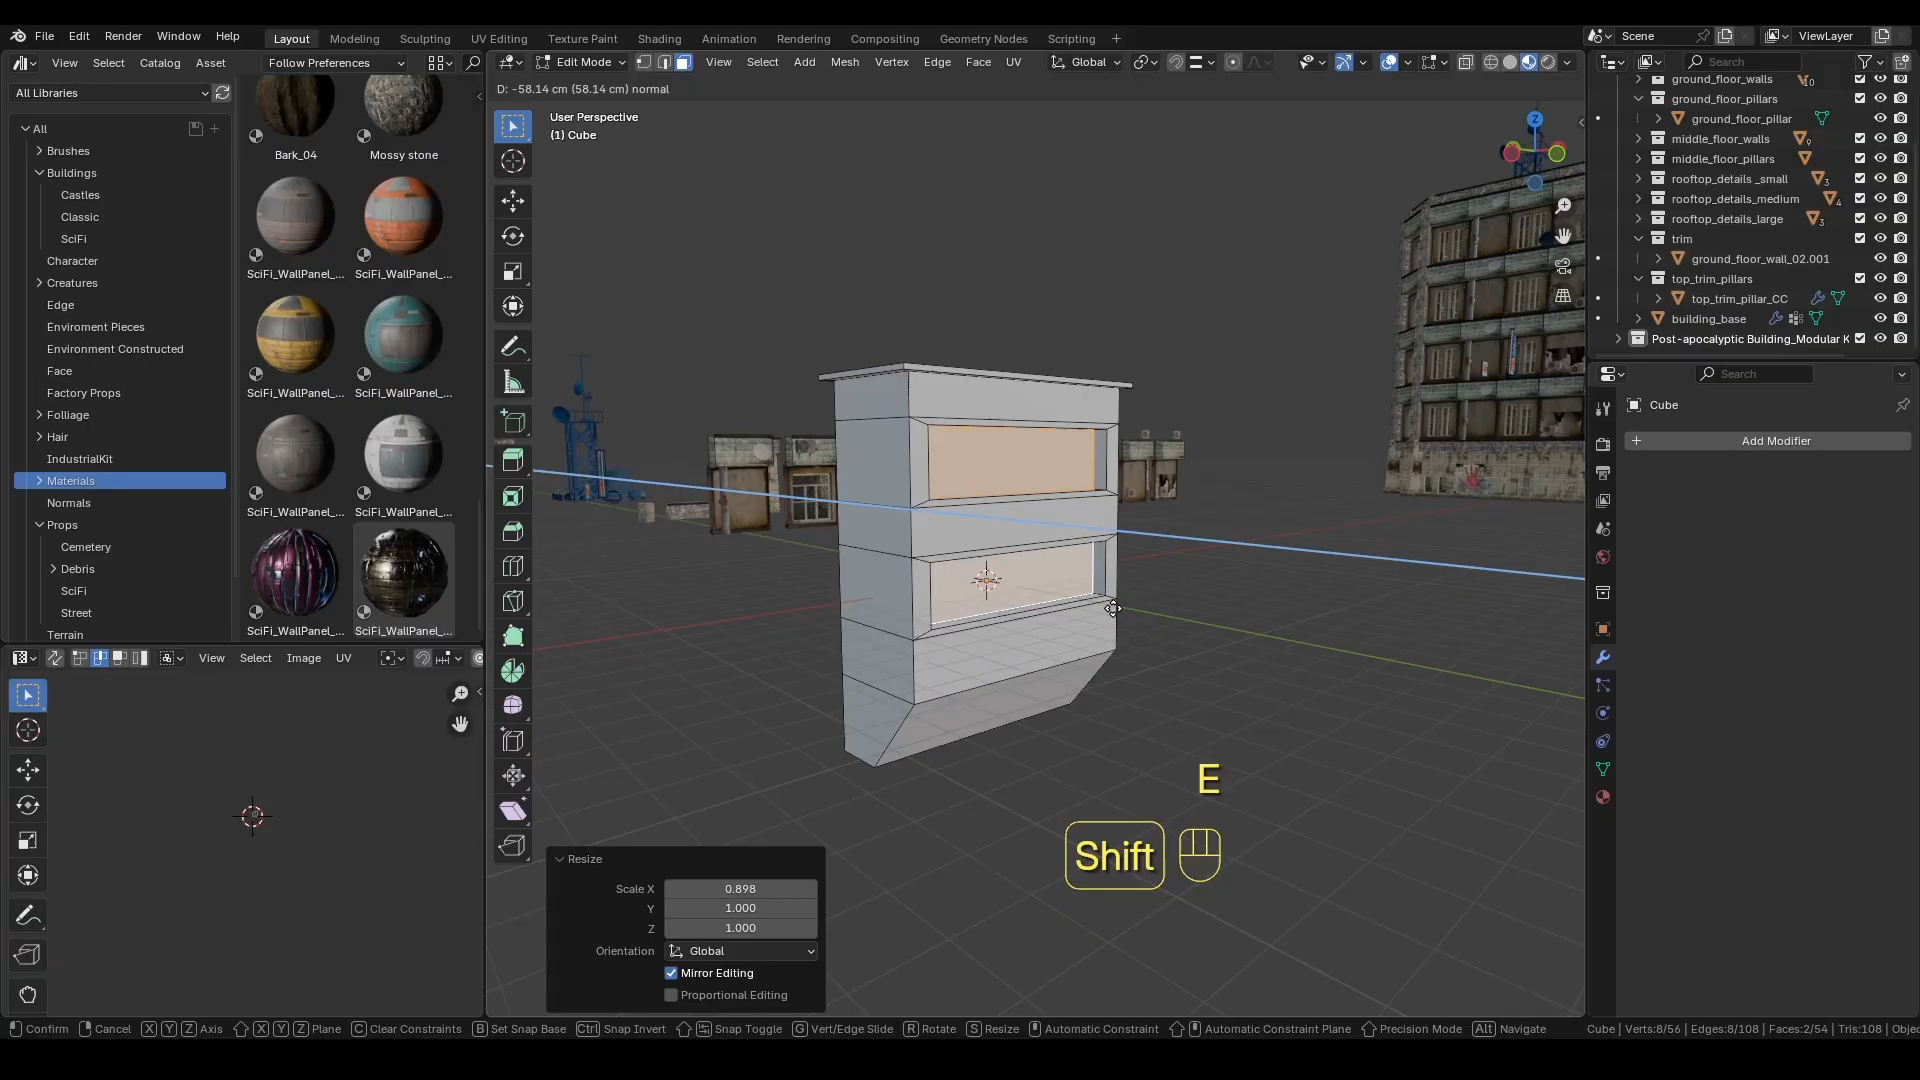 File Edit Render Window Help
Layout Modeling Sculpting UV Editing Texture Paint Shading Animation Rendering Compositing Geometry Nodes Scripting +
Scene ViewLayer
View Select Catalog Asset Follow Preferences
Edit Mode View Select Add Mesh Vertex Edge Face UV Global
Search
All Libraries
D: -58.14 cm (58.14 cm) normal
User Perspective
(1) Cube
All
Brushes
Buildings
Castles
Classic
SciFi
Character
Creatures
Edge
Enviroment Pieces
Environment Constructed
Face
Factory Props
Folliage
Hair
IndustrialKit
Materials
Normals
Props
Cemetery
Debris
SciFi
Street
Terrain
Bark_04 Mossy stone
SciFi_WallPanel_... SciFi_WallPanel_...
SciFi_WallPanel_... SciFi_WallPanel_...
SciFi_WallPanel_... SciFi_WallPanel_...
SciFi_WallPanel_... SciFi_WallPanel_...
Z
ground_floor_walls 10
ground_floor_pillars
ground_floor_pillar
middle_floor_walls 9
middle_floor_pillars
rooftop_details _small 3
rooftop_details_medium 4
rooftop_details_large 3
trim
ground_floor_wall_02.001
top_trim_pillars
top_trim_pillar_CC
building_base
Post-apocalyptic Building_Modular K
Search
Cube
+ Add Modifier
View Select Image UV
E
Shift
Resize
Scale X 0.898
Y 1.000
Z 1.000
Orientation Global
Mirror Editing
Proportional Editing
Confirm Cancel X Y Z Axis X Y Z Plane C Clear Constraints B Set Snap Base Ctrl Snap Invert Snap Toggle G Vert/Edge Slide R Rotate S Resize Automatic Constraint Automatic Constraint Plane Precision Mode Alt Navigate Cube | Verts:8/56 | Edges:8/108 | Faces:2/54 | Tris:108 | Objec